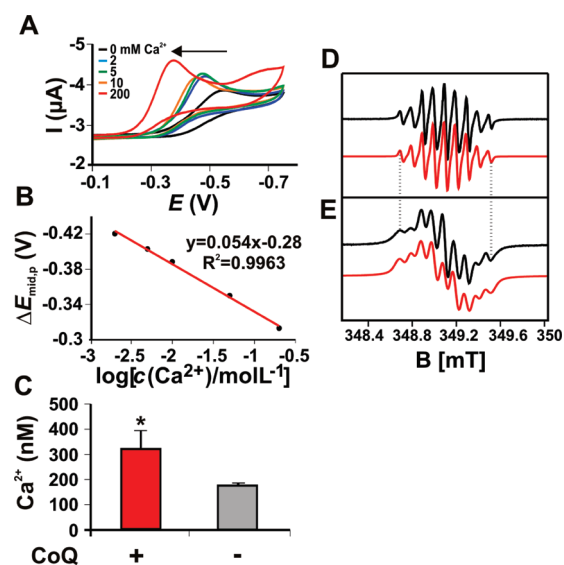 A
I (µA)
-5
-4
-3
-2
0 mM Ca²⁺
2
5
10
200
-0.1
-0.3
-0.5
-0.7
E (V)
B
ΔEmid,p (V)
-0.42
-0.38
-0.34
-0.3
y=0.054x-0.28
R²=0.9963
-3
-2.5
-2
-1.5
-1
-0.5
log[c(Ca²⁺)/molL⁻¹]
C
Ca²⁺ (nM)
500
400
300
200
100
0
*
CoQ + -
D
E
348.4
348.8
349.2
349.6
350
B [mT]